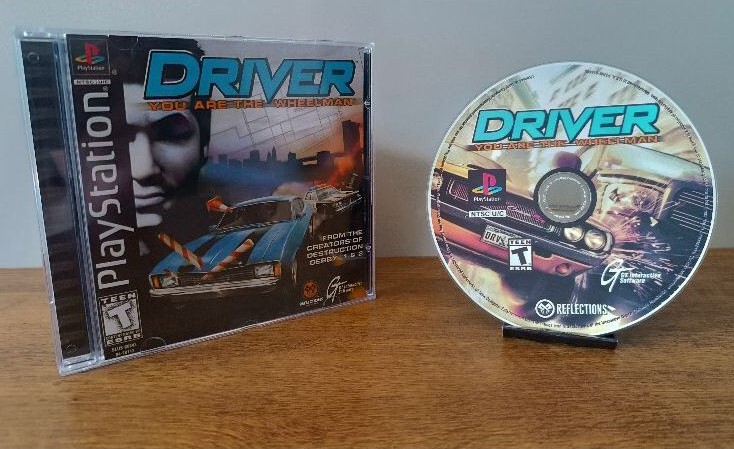 PlayStation
NTSC U/C
PlayStation
DRIVER
YOU ARE THE WHEELMAN
FROM THE
CREATORS OF
DESTRUCTION
DERBY 1 & 2
TEEN
T
ESRB
DRIVER
YOU ARE THE WHEELMAN
PlayStation
NTSC U/C
TEEN
T
ESRB
GT Interactive
Software
REFLECTIONS